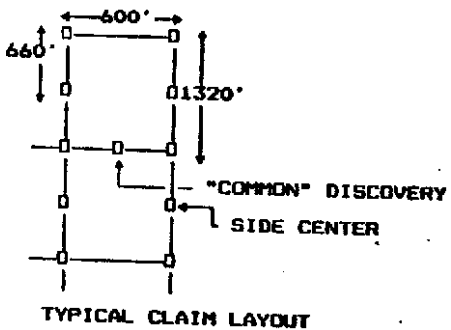 600'
660'
1320'
"COMMON" DISCOVERY
SIDE CENTER
TYPICAL CLAIM LAYOUT